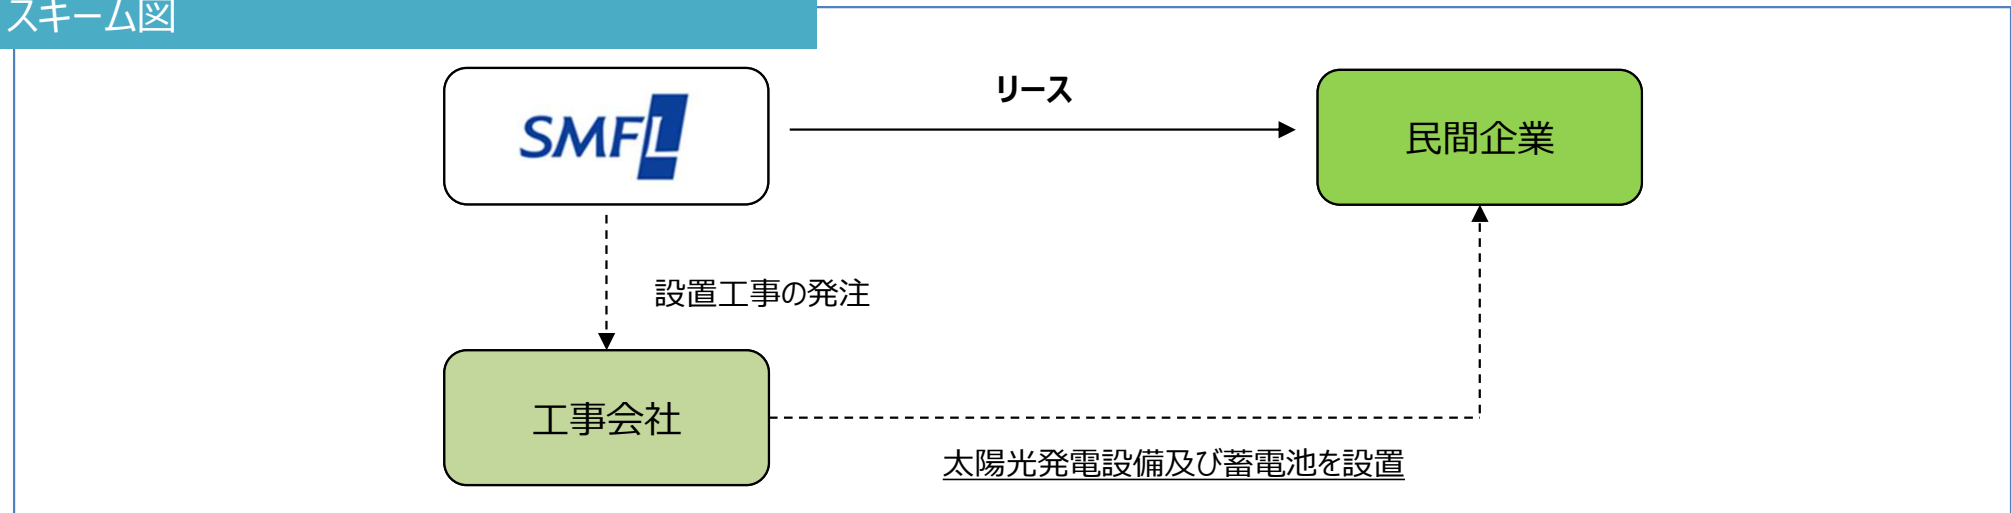 スキーム図
SMFL
リース
民間企業
設置工事の発注
工事会社
太陽光発電設備及び蓄電池を設置